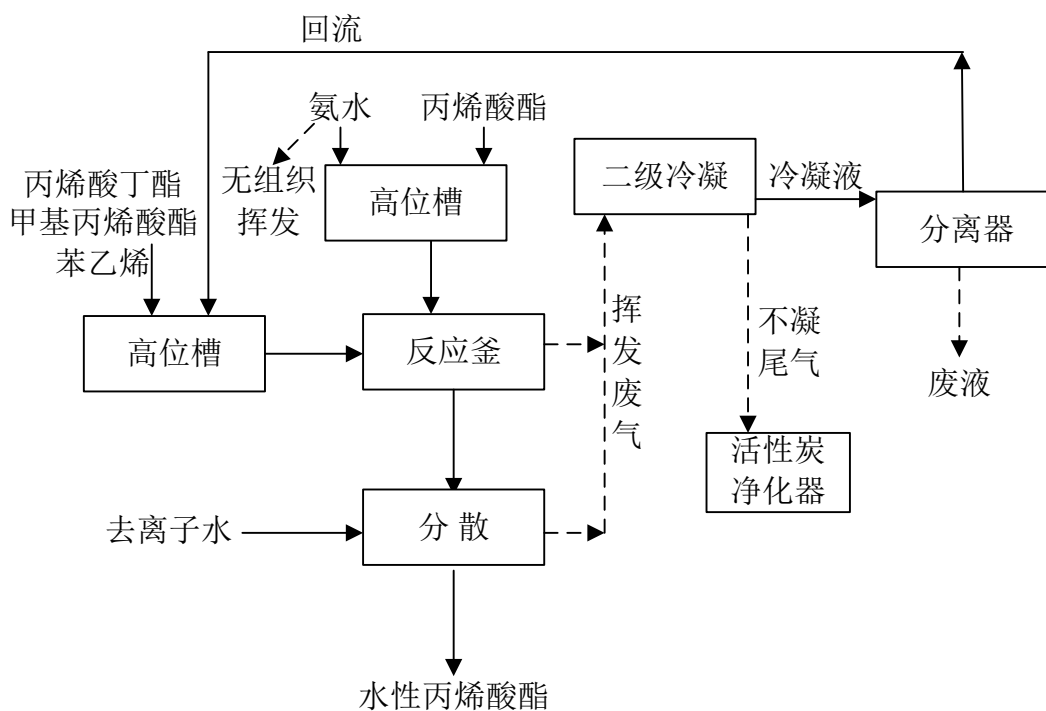 回流
氨水
丙烯酸酯
无组织
挥发
丙烯酸丁酯
甲基丙烯酸酯
苯乙烯
高位槽
二级冷凝
冷凝液
分离器
高位槽
反应釜
挥
发
废
气
不凝
尾气
废液
活性炭
净化器
去离子水
分 散
水性丙烯酸酯